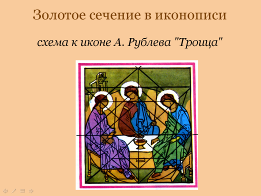 Золотое сечение в иконописи
схема к иконе А. Рублева "Троица"